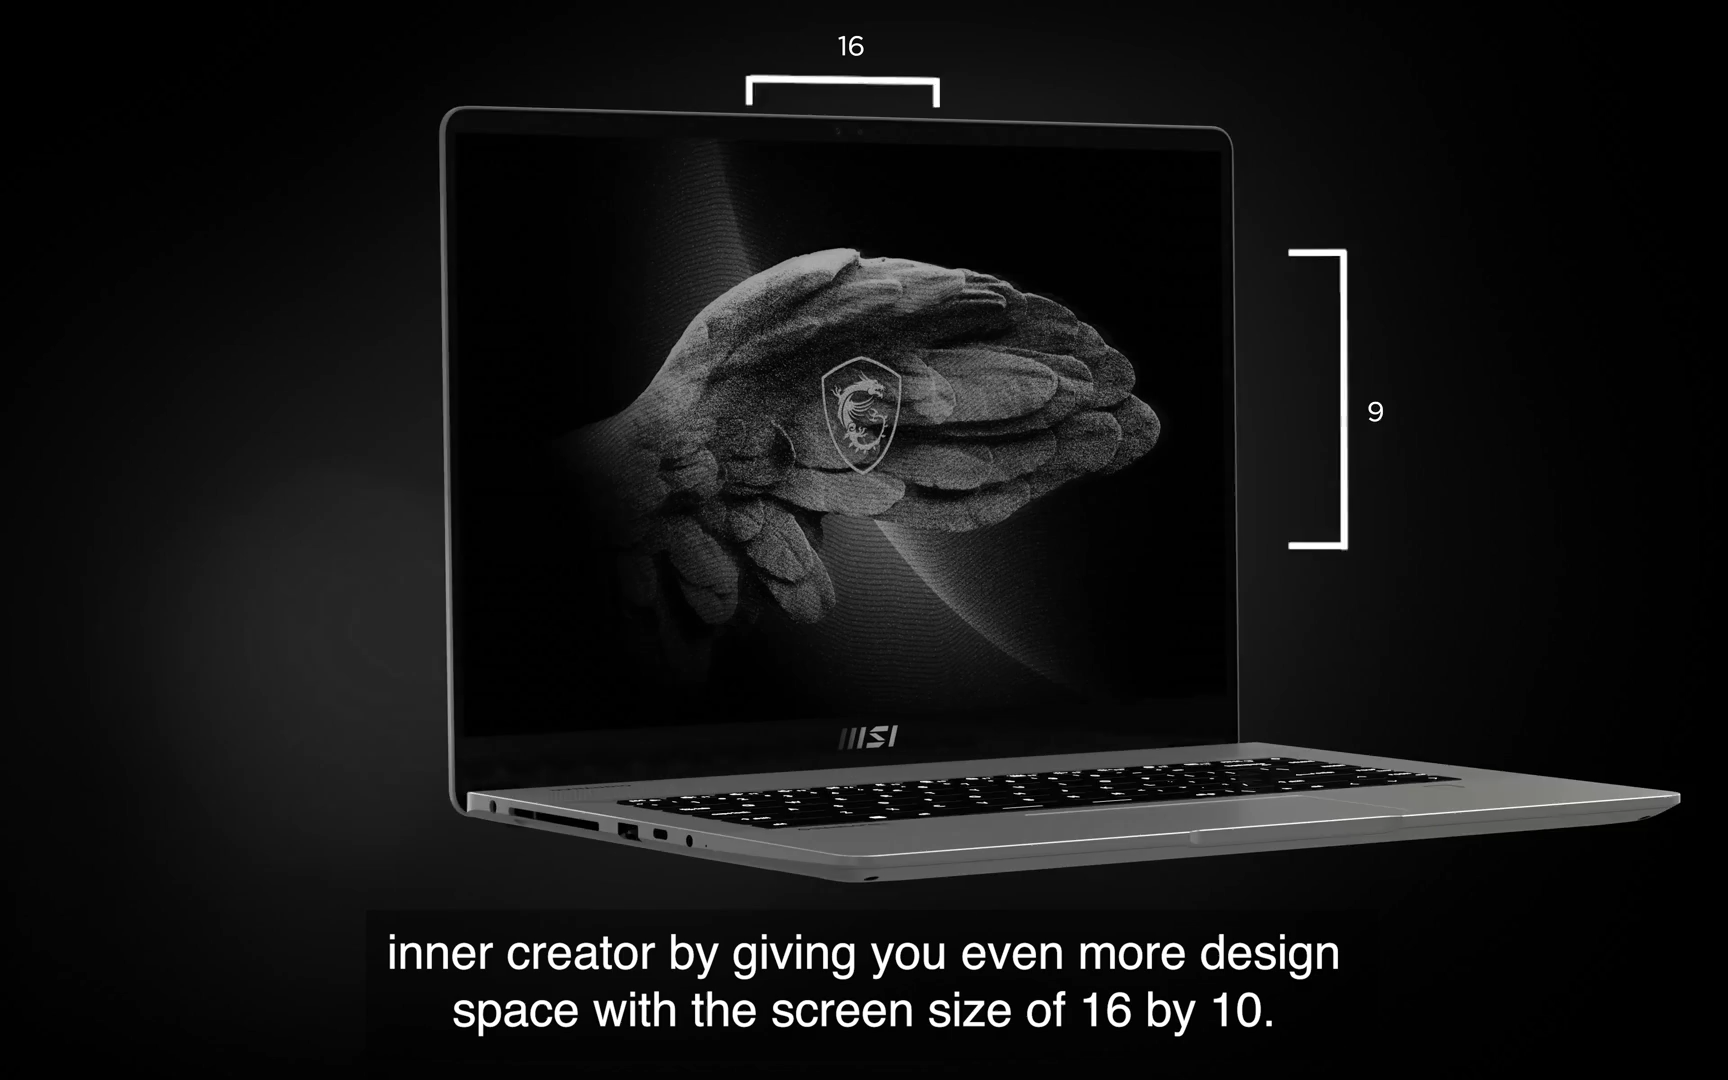 16
9
msi
inner creator by giving you even more design
space with the screen size of 16 by 10.